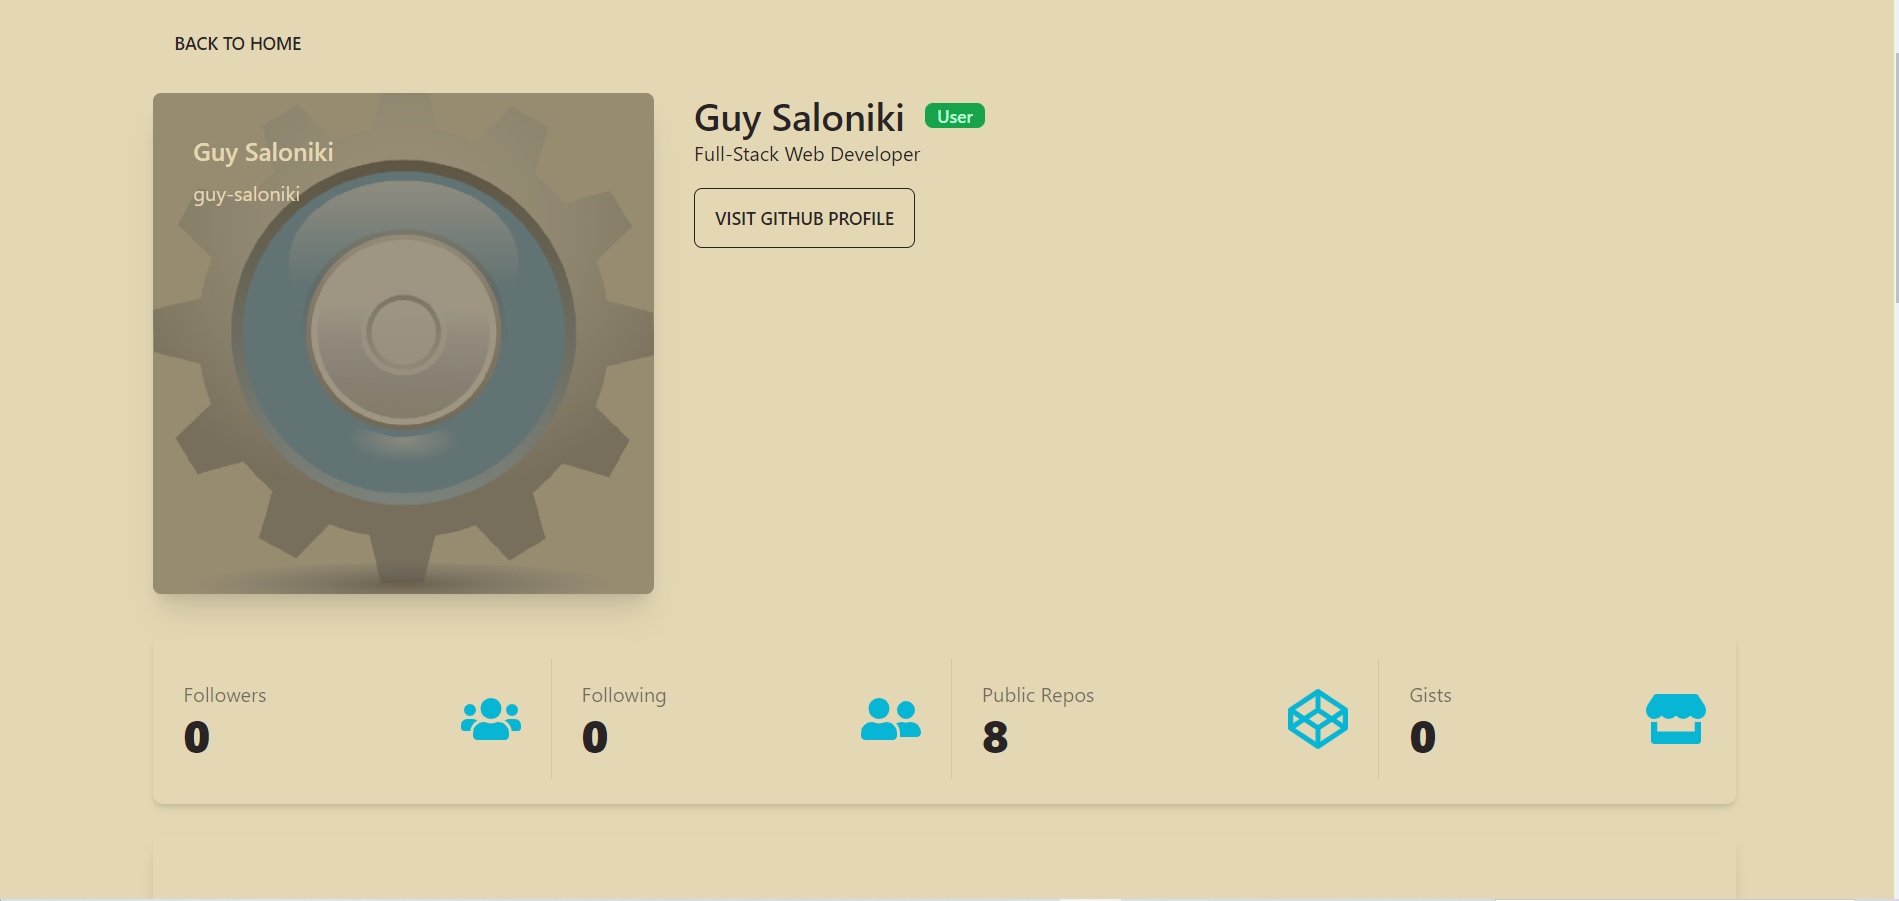 BACK TO HOME
Guy Saloniki
guy-saloniki
Guy Saloniki User
Full-Stack Web Developer
VISIT GITHUB PROFILE
Followers
0
Following
0
Public Repos
8
Gists
0